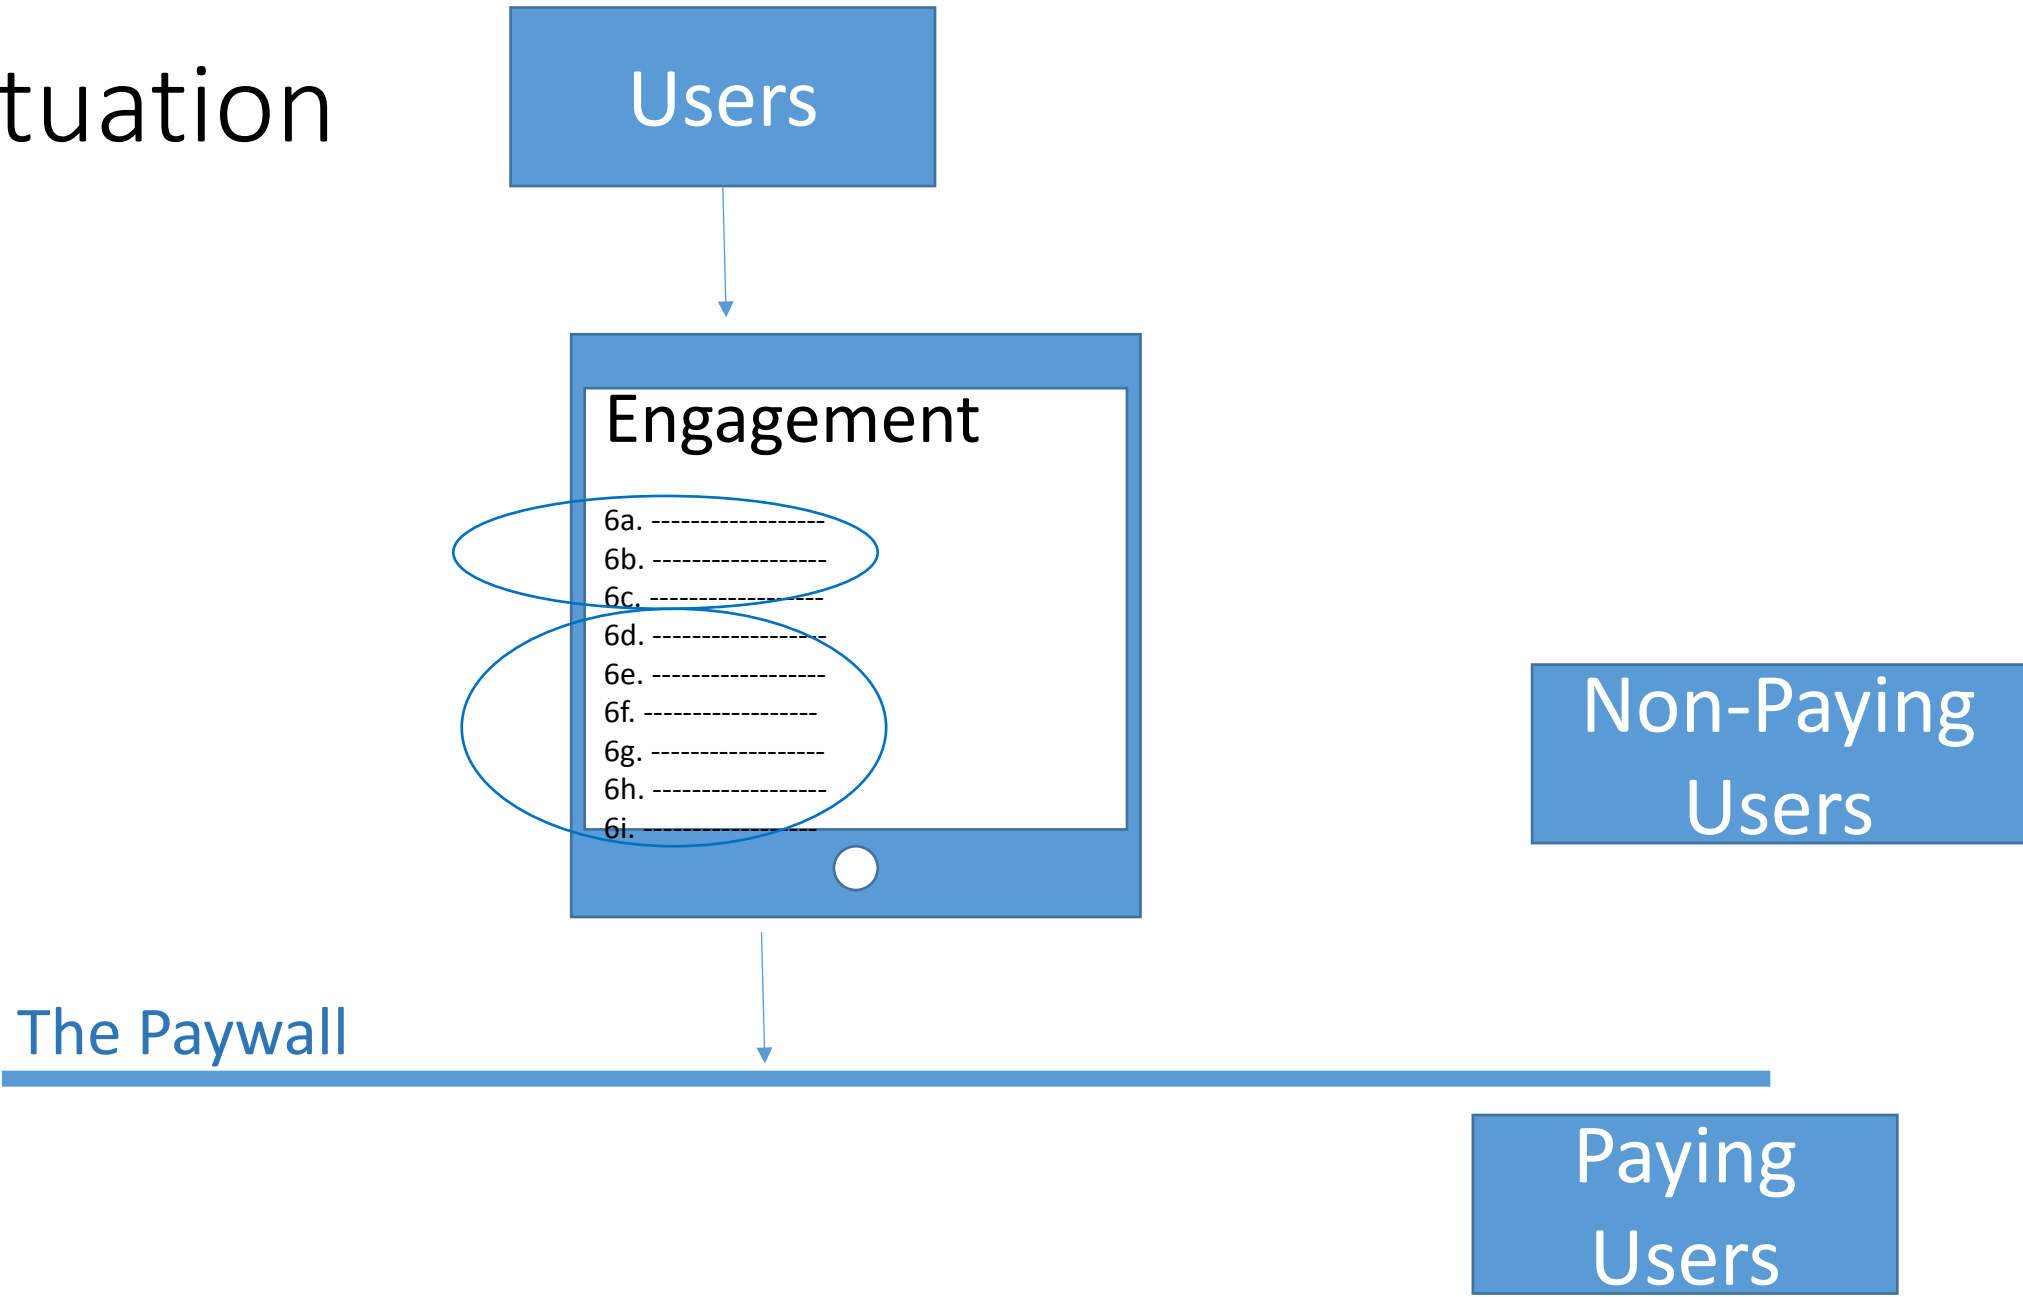 tuation
Users
Engagement
6a. -------------------
6b. -------------------
6c. -------------------
6d. -------------------
6e. -------------------
6f. -------------------
6g. -------------------
6h. -------------------
6i. -------------------
Non-Paying
Users
The Paywall
Paying
Users